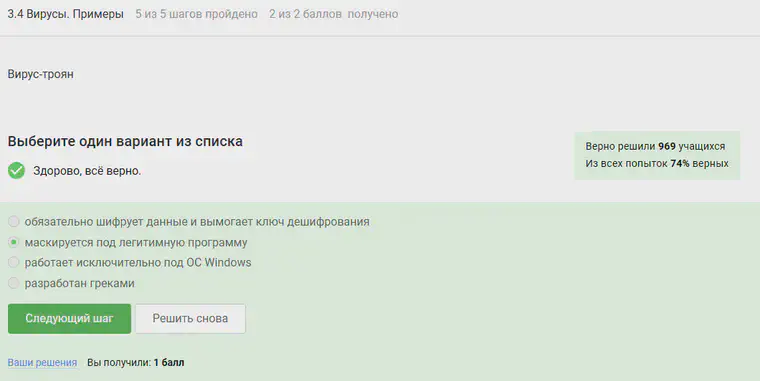 3.4 Вирусы. Примеры 5 из 5 шагов пройдено 2 из 2 баллов получено
Вирус-троян
Выберите один вариант из списка
Здорово, всё верно.
Верно решили 969 учащихся
Из всех попыток 74% верных
обязательно шифрует данные и вымогает ключ дешифрования
маскируется под легитимную программу
работает исключительно под ОС Windows
разработан греками
Следующий шаг Решить снова
Ваши решения Вы получили: 1 балл